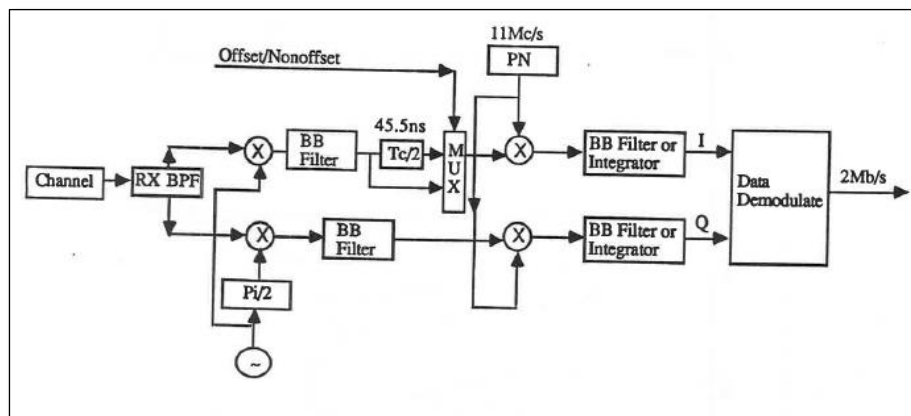 11Mc/s
PN
Offset/Nonoffset
45.5ns
BB
Filter
Tc/2
M
U
X
X
X
BB Filter or
Integrator
I
Channel
RX BPF
Data
Demodulate
2Mb/s
X
BB
Filter
X
BB Filter or
Integrator
Q
Pi/2
~